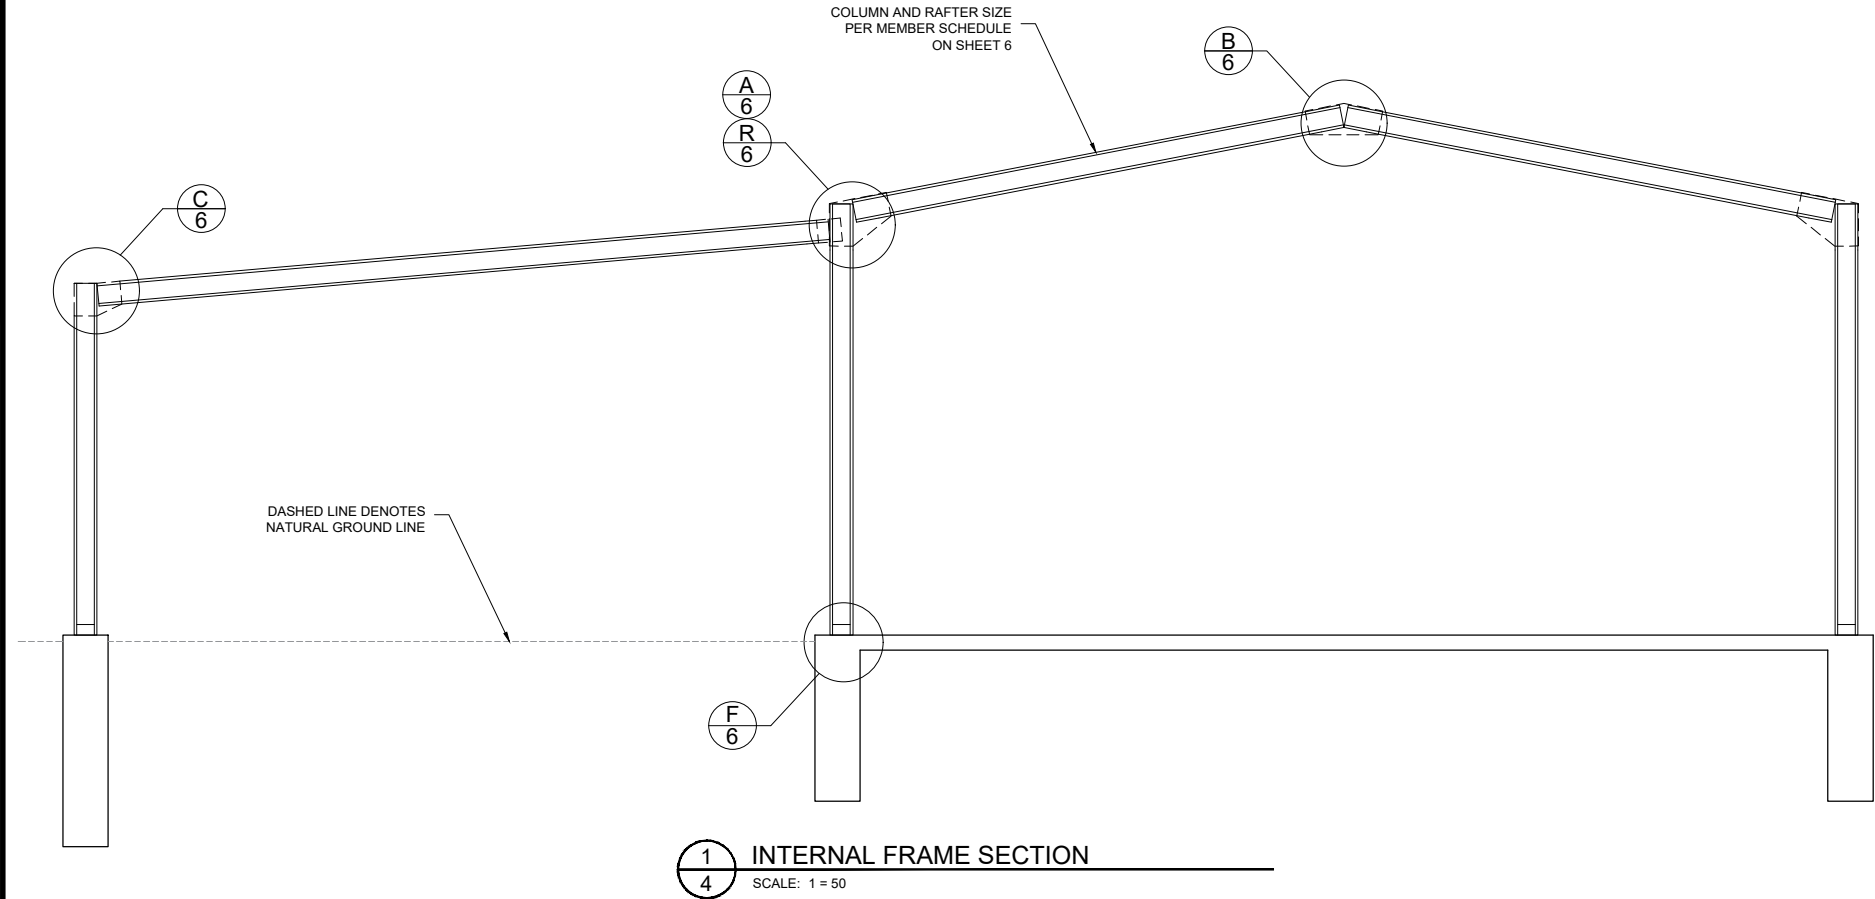 COLUMN AND RAFTER SIZE
PER MEMBER SCHEDULE
ON SHEET 6
B
6
A
6
R
6
C
6
DASHED LINE DENOTES
NATURAL GROUND LINE
F
6
1
4
INTERNAL FRAME SECTION
SCALE: 1 = 50